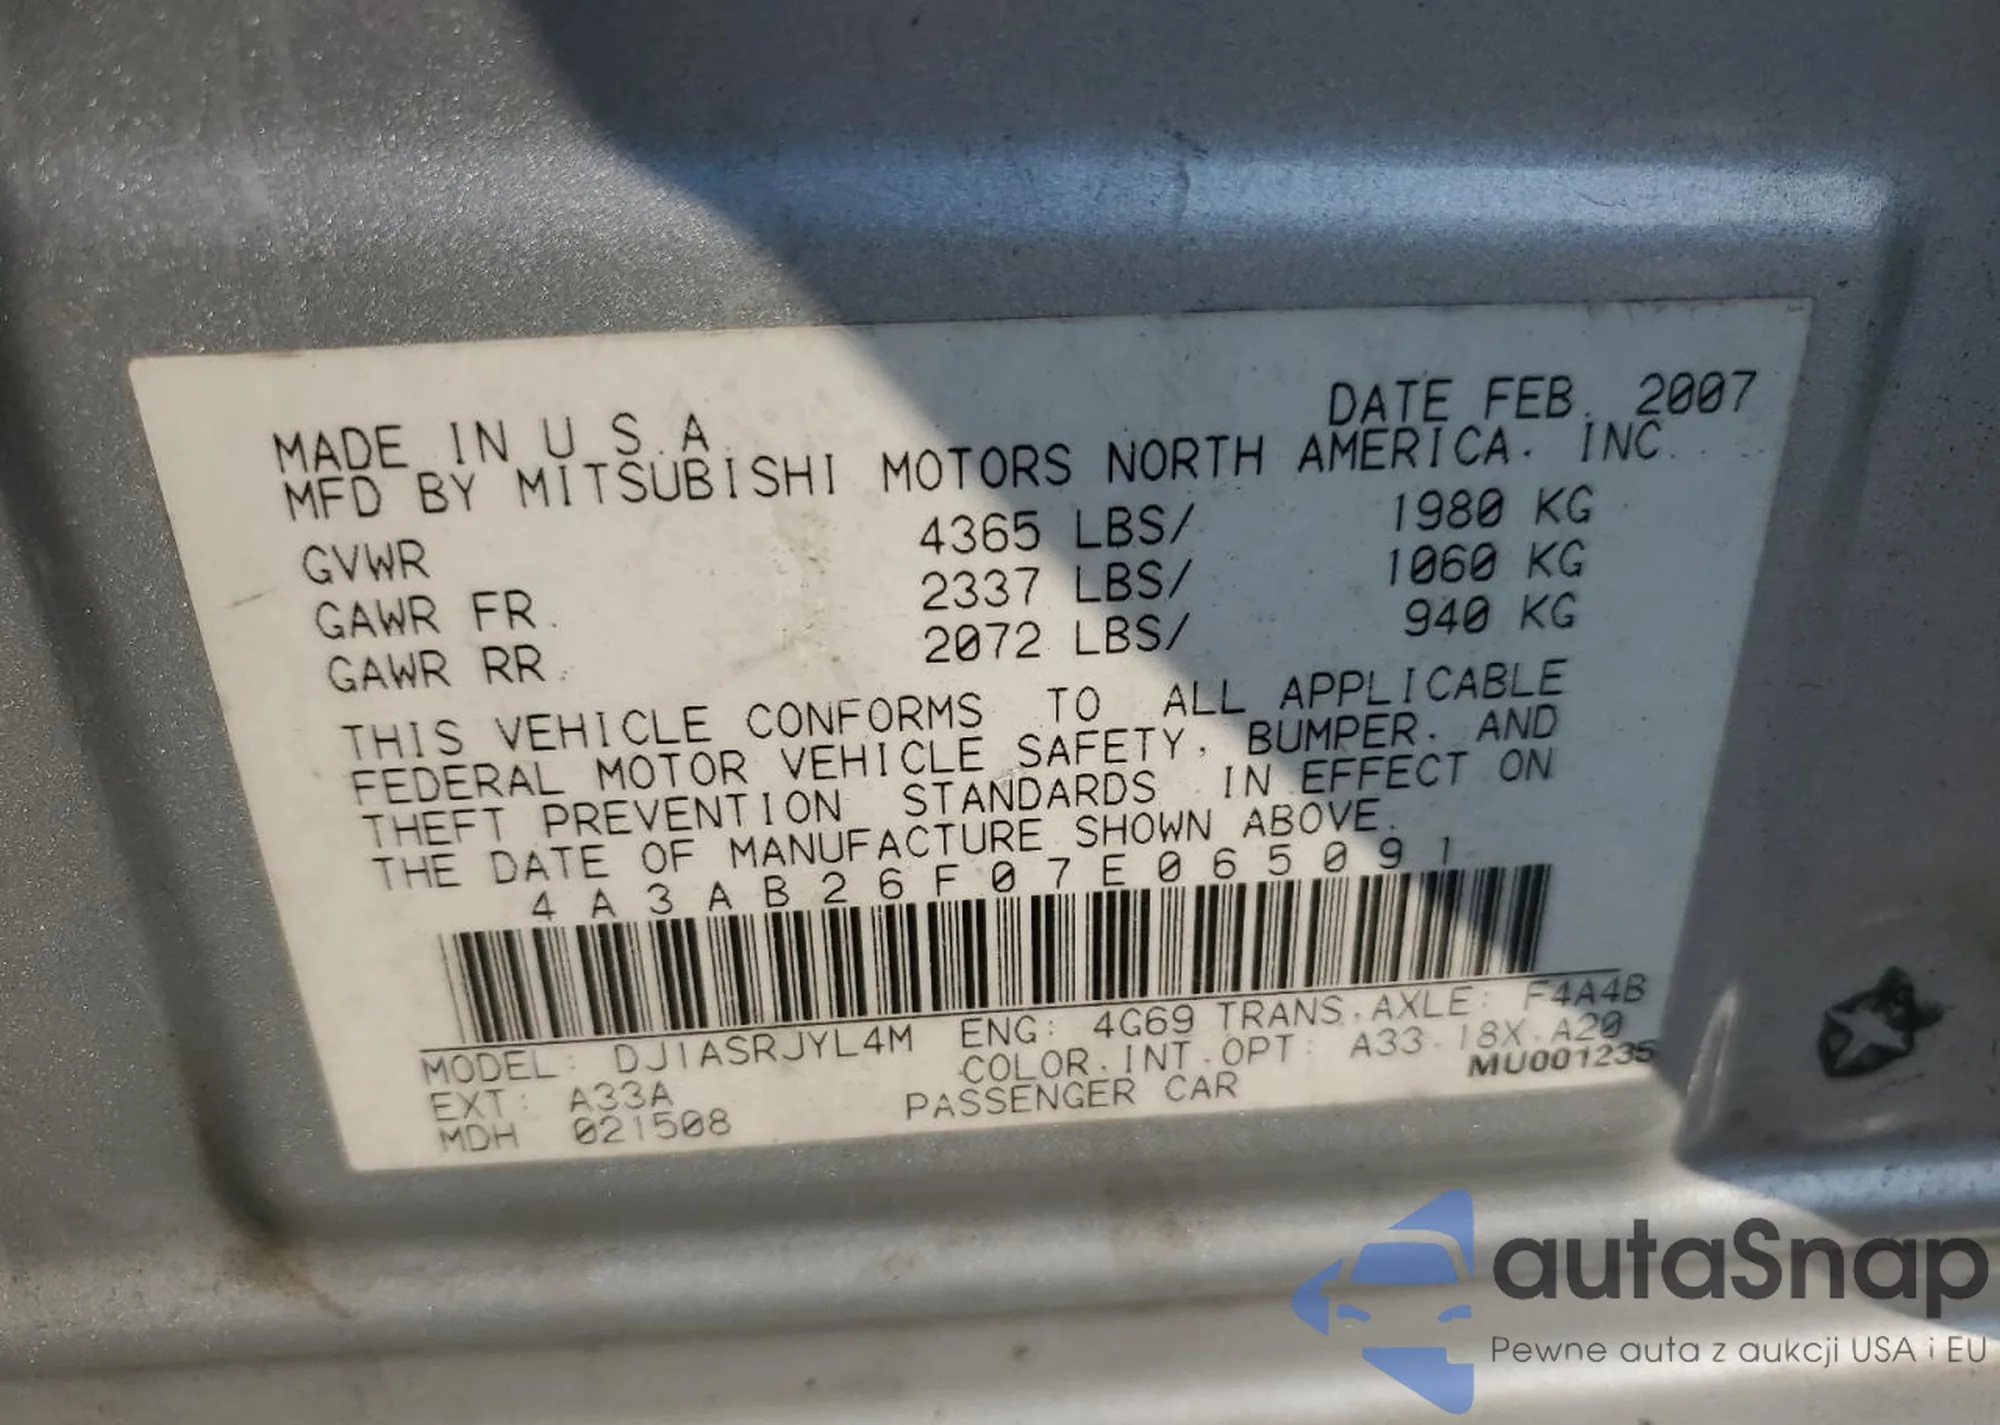 DATE FEB. 2007
MADE IN U.S.A.
MFD BY MITSUBISHI MOTORS NORTH AMERICA. INC.
GVWR 4365 LBS/ 1980 KG
GAWR FR. 2337 LBS/ 1060 KG
GAWR RR. 2072 LBS/ 940 KG
THIS VEHICLE CONFORMS TO ALL APPLICABLE
FEDERAL MOTOR VEHICLE SAFETY, BUMPER. AND
THEFT PREVENTION STANDARDS IN EFFECT ON
THE DATE OF MANUFACTURE SHOWN ABOVE.
4A3AB26F07E065091
MODEL: DJ1ASRJYL4M ENG: 4G69 TRANS.AXLE: F4A4B
EXT: A33A COLOR.INT.OPT: A33.18X.A20
MDH 021508 PASSENGER CAR MU001235
autaSnap
Pewne auta z aukcji USA i EU